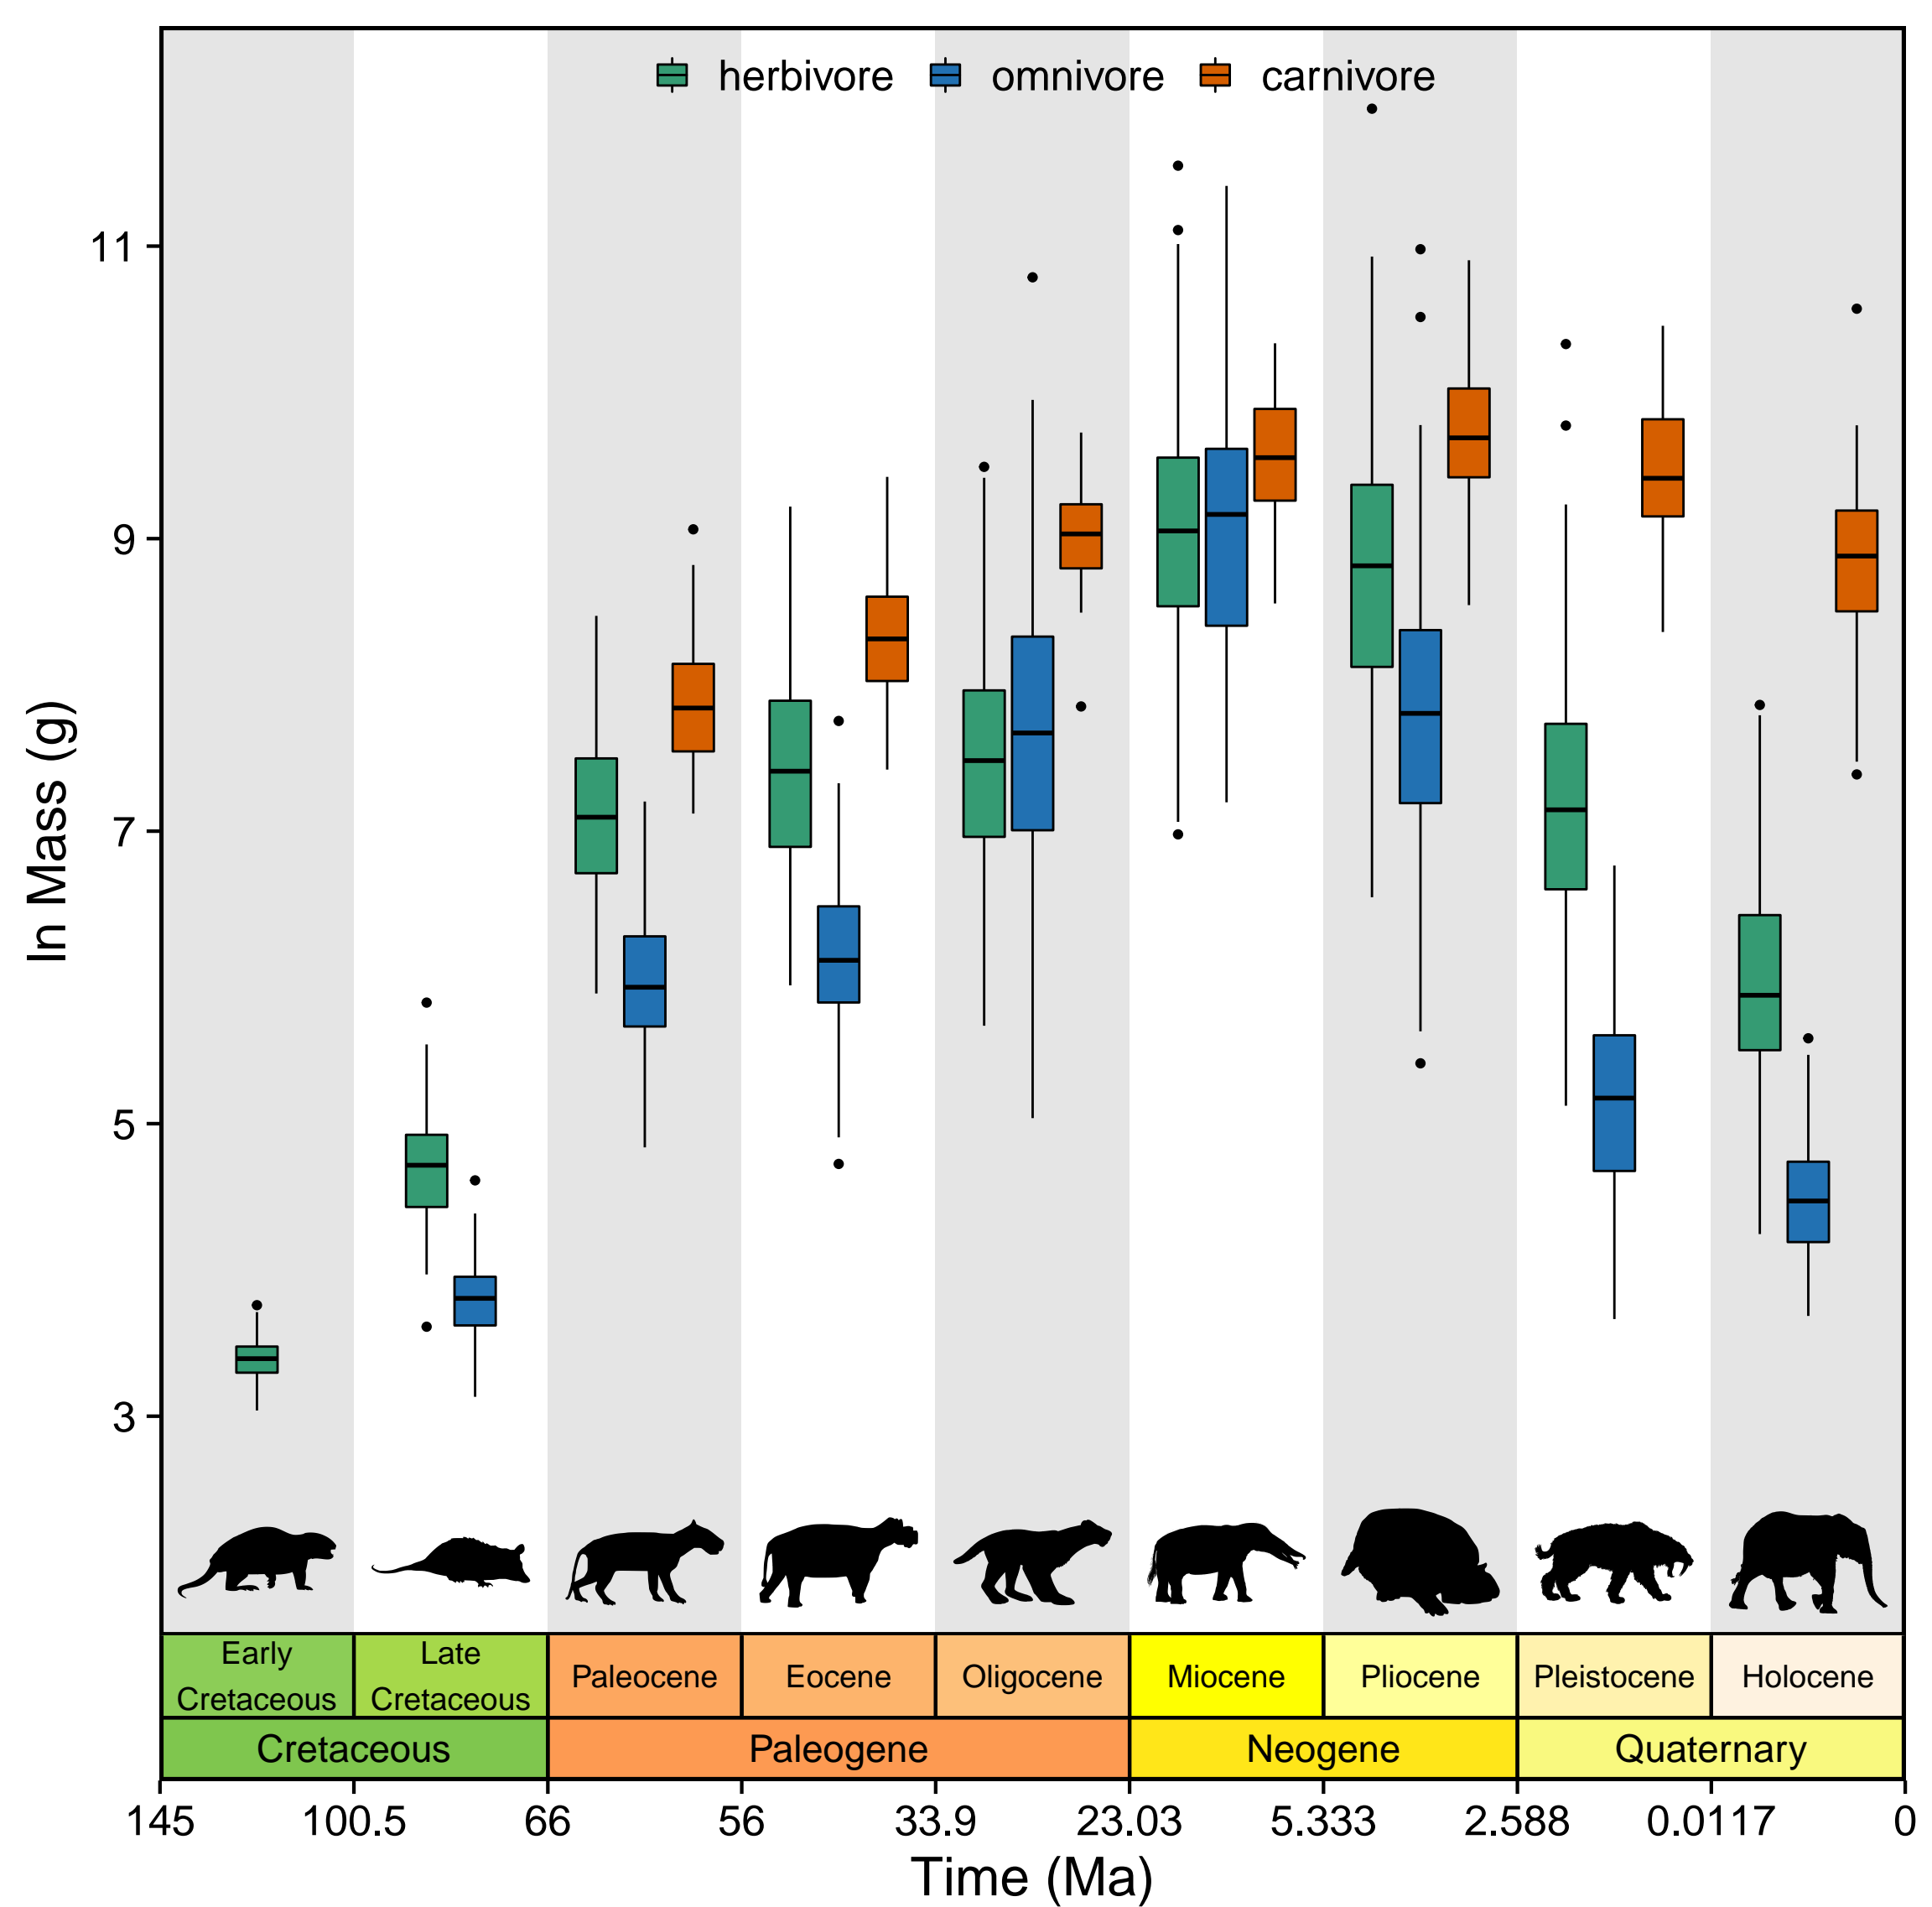 herbivore omnivore carnivore
11
9
7
5
3
ln Mass (g)
Early Cretaceous
Late Cretaceous
Paleocene
Eocene
Oligocene
Miocene
Pliocene
Pleistocene
Holocene
Cretaceous
Paleogene
Neogene
Quaternary
145 100.5 66 56 33.9 23.03 5.333 2.588 0.0117 0
Time (Ma)